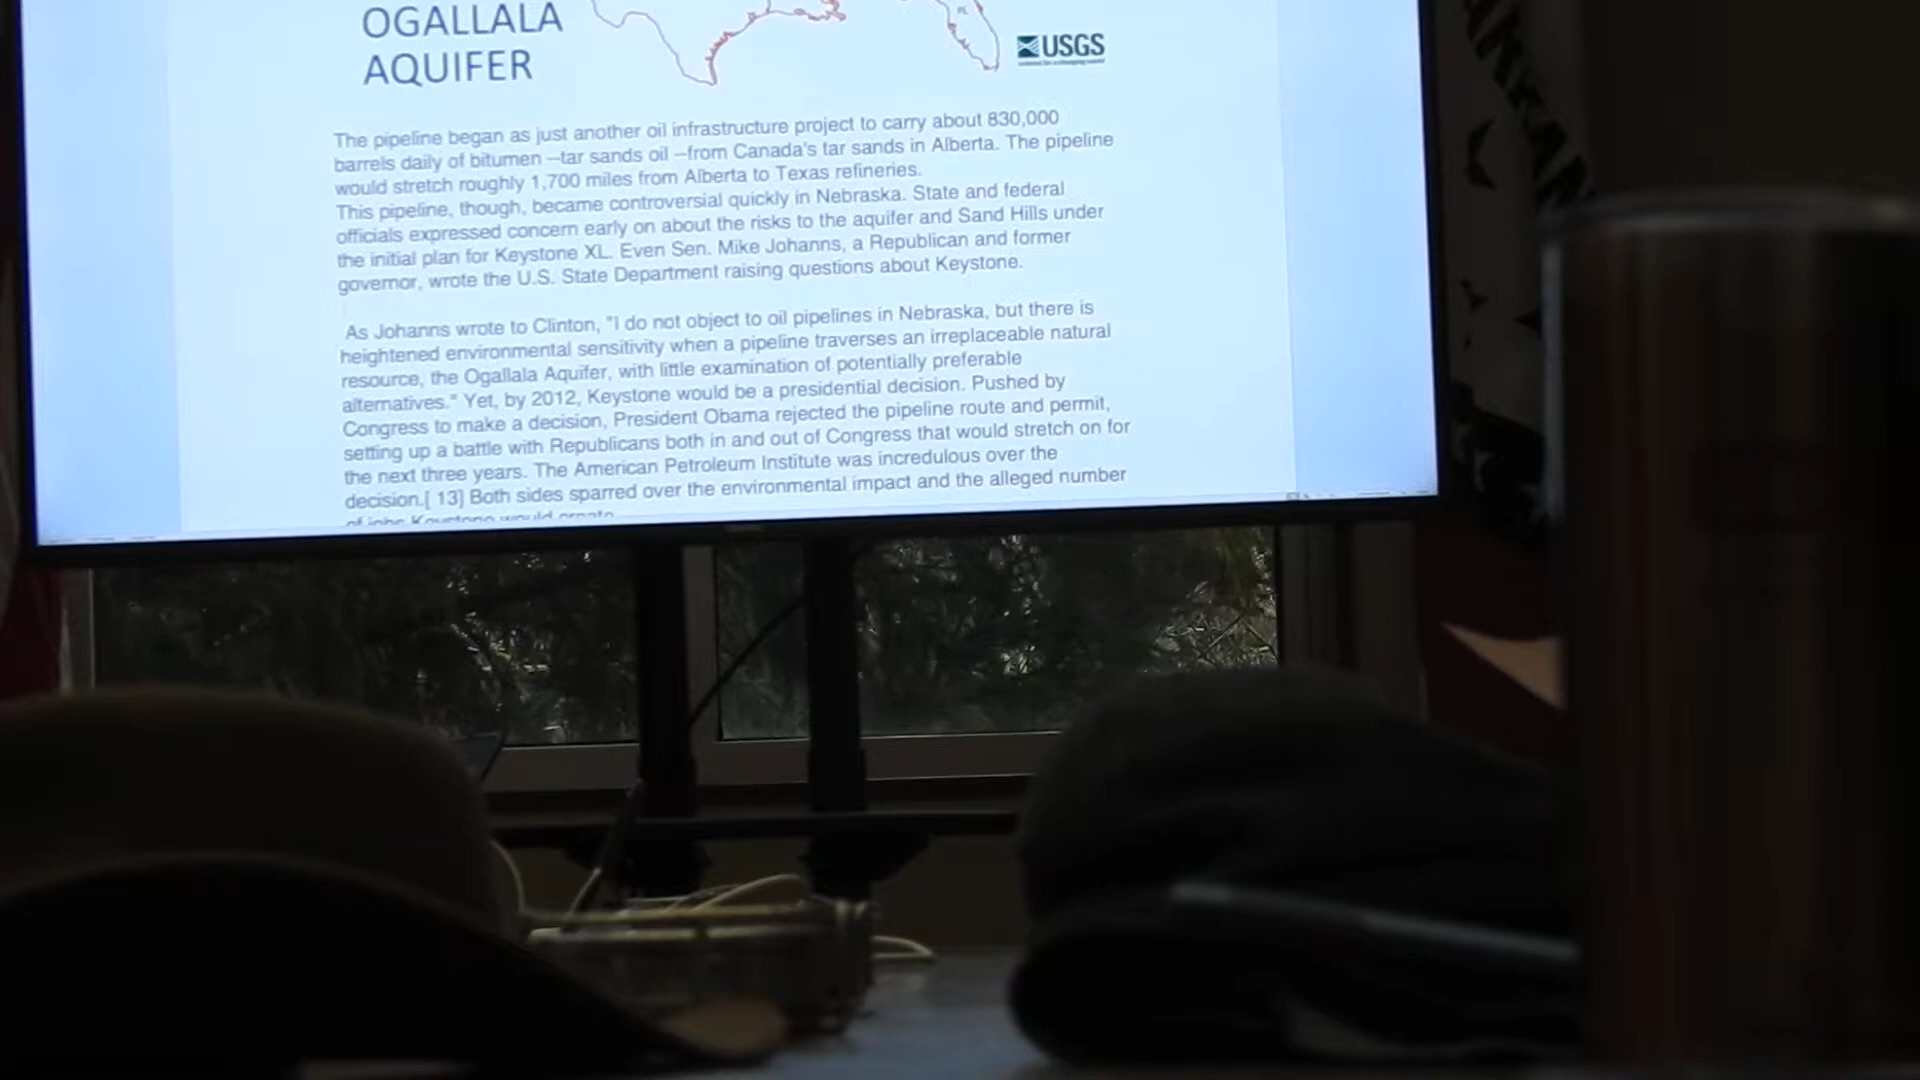 OGALLALA
AQUIFER
FL
USGS
The pipeline began as just another oil infrastructure project to carry about 830,000
barrels daily of bitumen –tar sands oil –from Canada's tar sands in Alberta. The pipeline
would stretch roughly 1,700 miles from Alberta to Texas refineries.
This pipeline, though, became controversial quickly in Nebraska. State and federal
officials expressed concern early on about the risks to the aquifer and Sand Hills under
the initial plan for Keystone XL. Even Sen. Mike Johanns, a Republican and former
governor, wrote the U.S. State Department raising questions about Keystone.
As Johanns wrote to Clinton, "I do not object to oil pipelines in Nebraska, but there is
heightened environmental sensitivity when a pipeline traverses an irreplaceable natural
resource, the Ogallala Aquifer, with little examination of potentially preferable
alternatives." Yet, by 2012, Keystone would be a presidential decision. Pushed by
Congress to make a decision, President Obama rejected the pipeline route and permit,
setting up a battle with Republicans both in and out of Congress that would stretch on for
the next three years. The American Petroleum Institute was incredulous over the
decision.[ 13] Both sides sparred over the environmental impact and the alleged number
of jobs Keystone would create